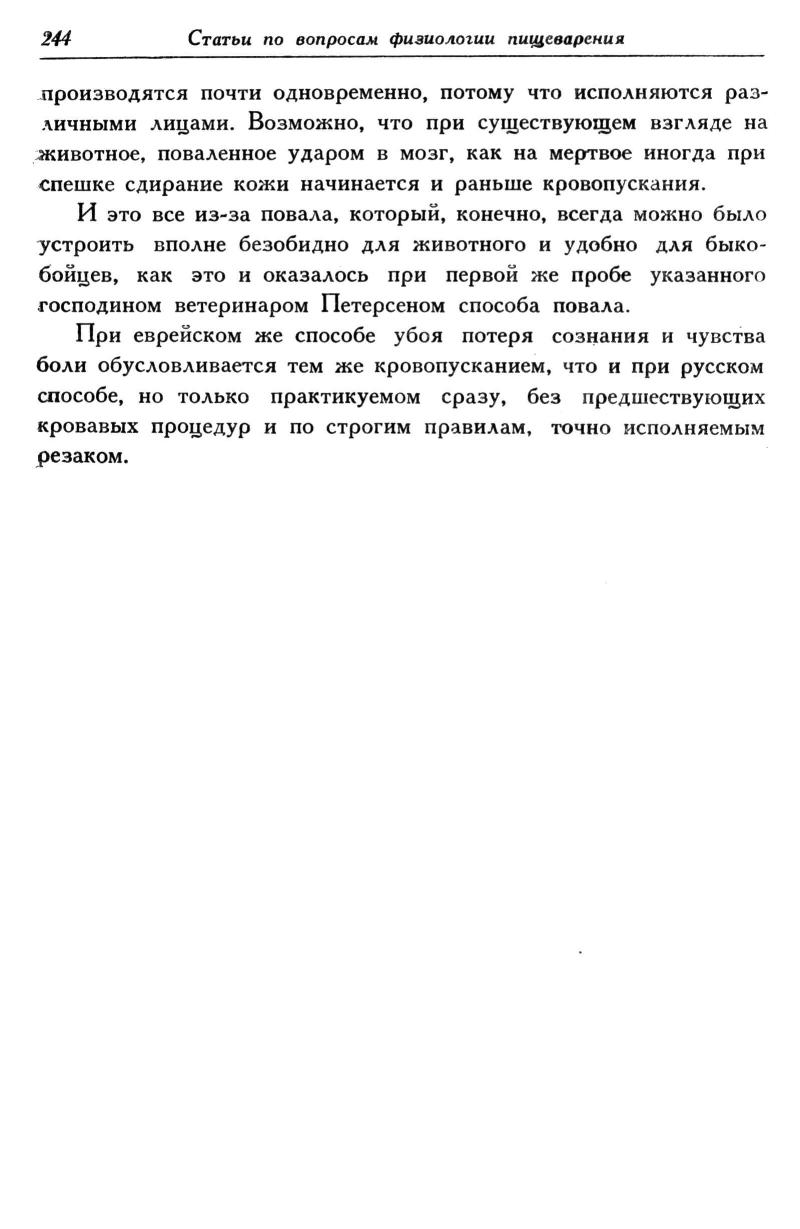 244 Статьи по вопросам физиологии пищеварения
производятся почти одновременно, потому что исполняются раз-
личными лицами. Возможно, что при существующем взгляде на
животное, поваленное ударом в мозг, как на мертвое иногда при
спешке сдирание кожи начинается и раньше кровопускания.
И это все из-за повала, который, конечно, всегда можно было
устроить вполне безобидно для животного и удобно для быко-
бойцев, как это и оказалось при первой же пробе указанного
господином ветеринаром Петерсеном способа повала.
При еврейском же способе убоя потеря сознания и чувства
боли обусловливается тем же кровопусканием, что и при русском
способе, но только практикуемом сразу, без предшествующих
кровавых процедур и по строгим правилам, точно исполняемым
резаком.